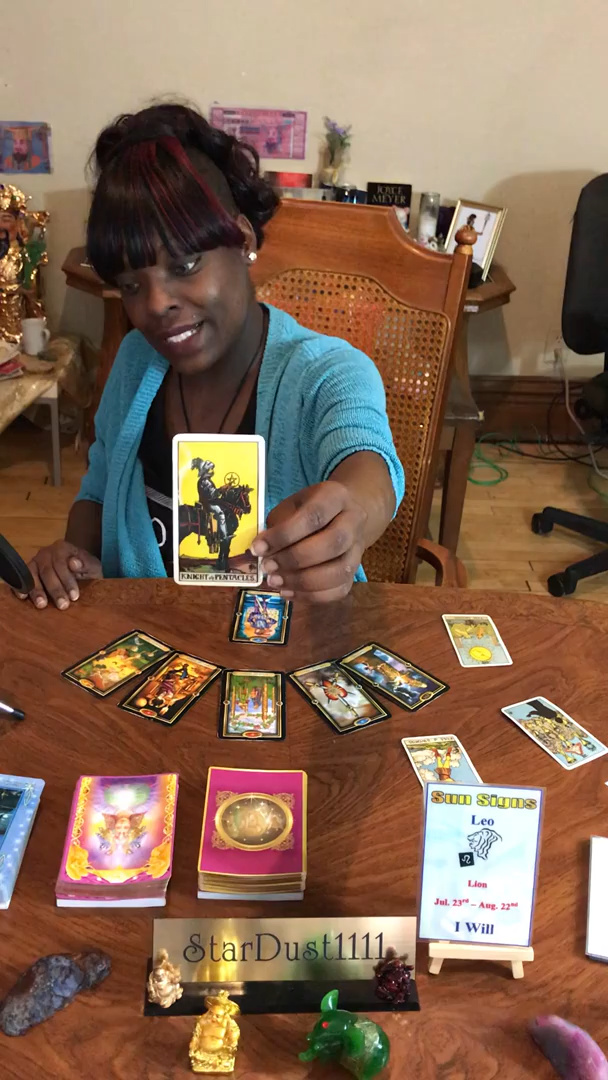 JOYCE
MEYER
KNIGHT of PENTACLES
Sun Signs
Leo
Lion
Jul. 23rd – Aug. 22nd
I Will
StarDust1111